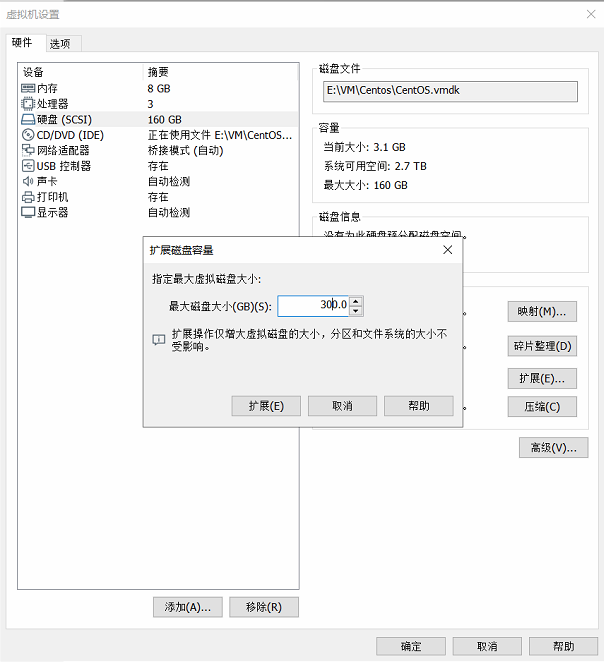 虚拟机设置
硬件 选项
设备 摘要
内存 8 GB
处理器 3
硬盘 (SCSI) 160 GB
CD/DVD (IDE) 正在使用文件 E:\VM\CentOS...
网络适配器 桥接模式 (自动)
USB 控制器 存在
声卡 自动检测
打印机 存在
显示器 自动检测
添加(A)... 移除(R)
磁盘文件
E:\VM\Centos\CentOS.vmdk
容量
当前大小: 3.1 GB
系统可用空间: 2.7 TB
最大大小: 160 GB
磁盘信息
没有为此硬盘预分配磁盘空间。
扩展磁盘容量
指定最大虚拟磁盘大小:
最大磁盘大小(GB)(S): 300.0
扩展操作仅增大虚拟磁盘的大小，分区和文件系统的大小不
受影响。
扩展(E) 取消 帮助
映射(M)...
碎片整理(D)
扩展(E)...
压缩(C)
高级(V)...
确定 取消 帮助